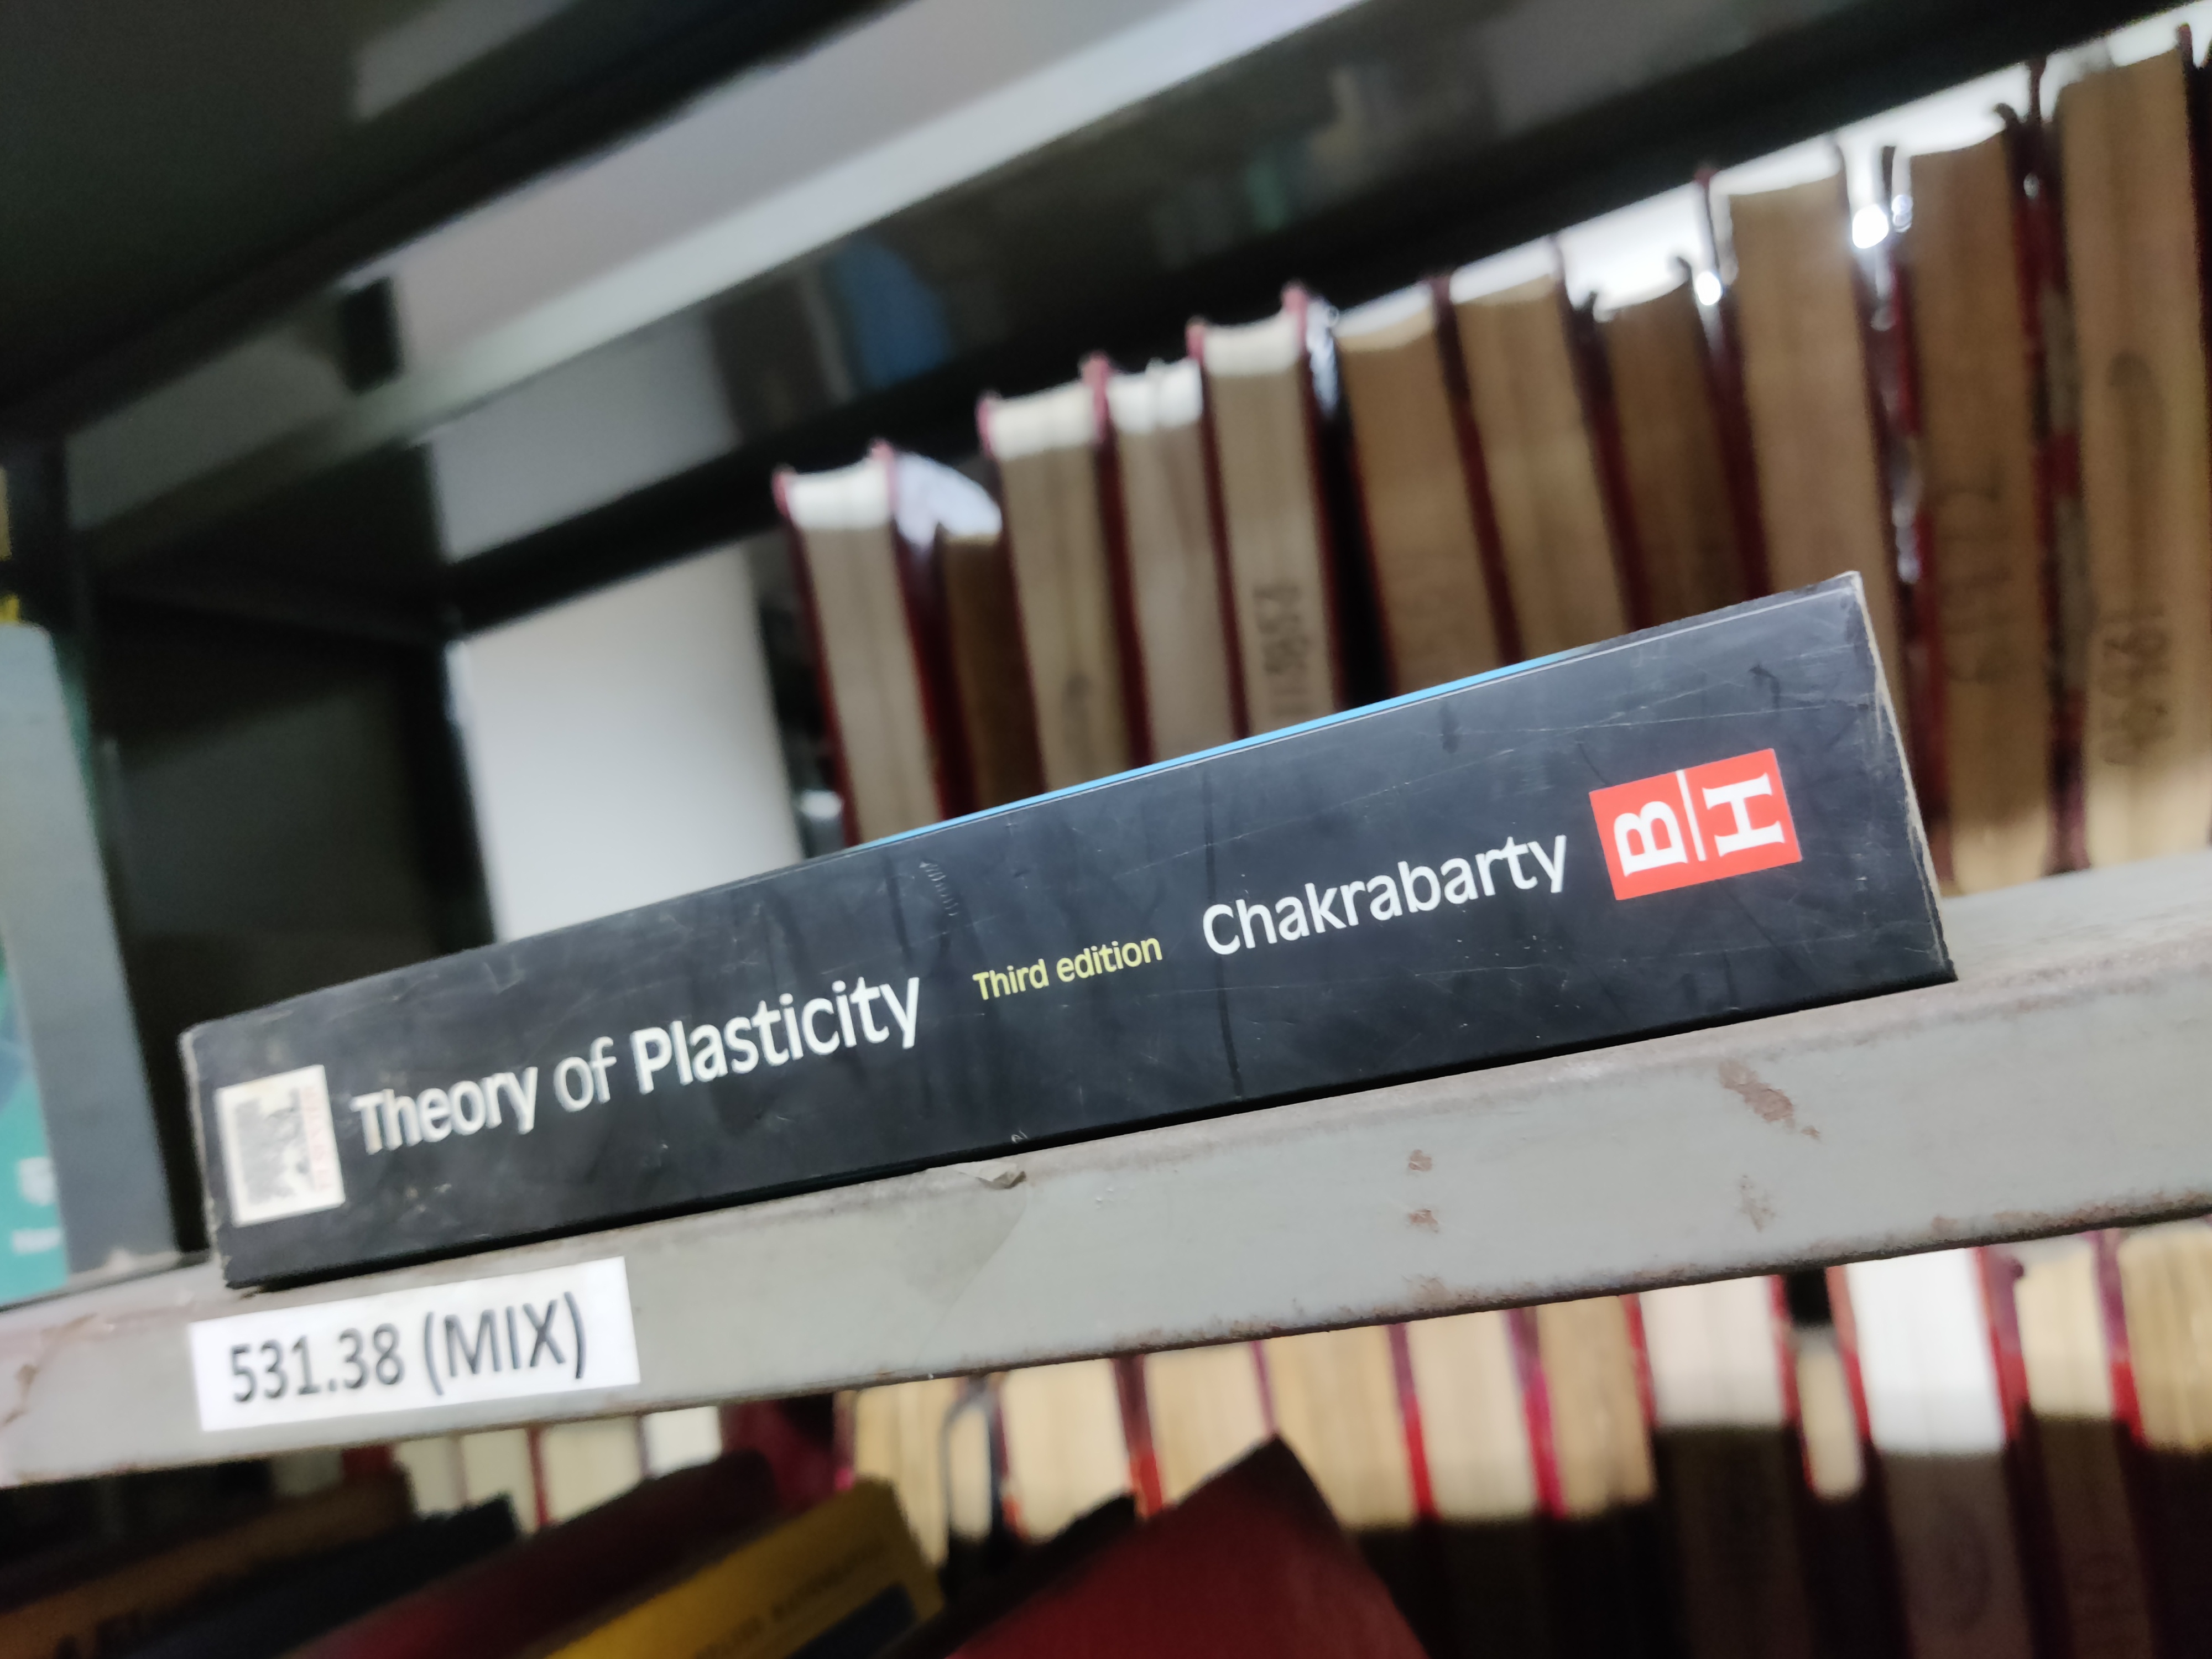 Theory of Plasticity Third edition Chakrabarty B H
531.38 (MIX)